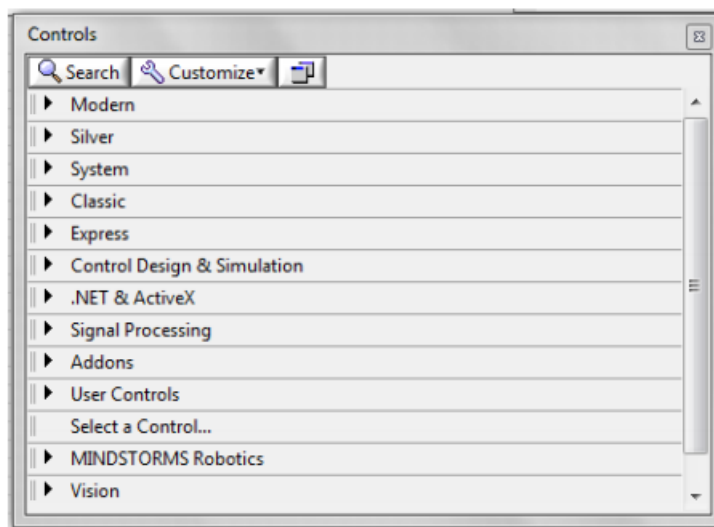 Controls
Search Customize
Modern
Silver
System
Classic
Express
Control Design & Simulation
.NET & ActiveX
Signal Processing
Addons
User Controls
Select a Control...
MINDSTORMS Robotics
Vision